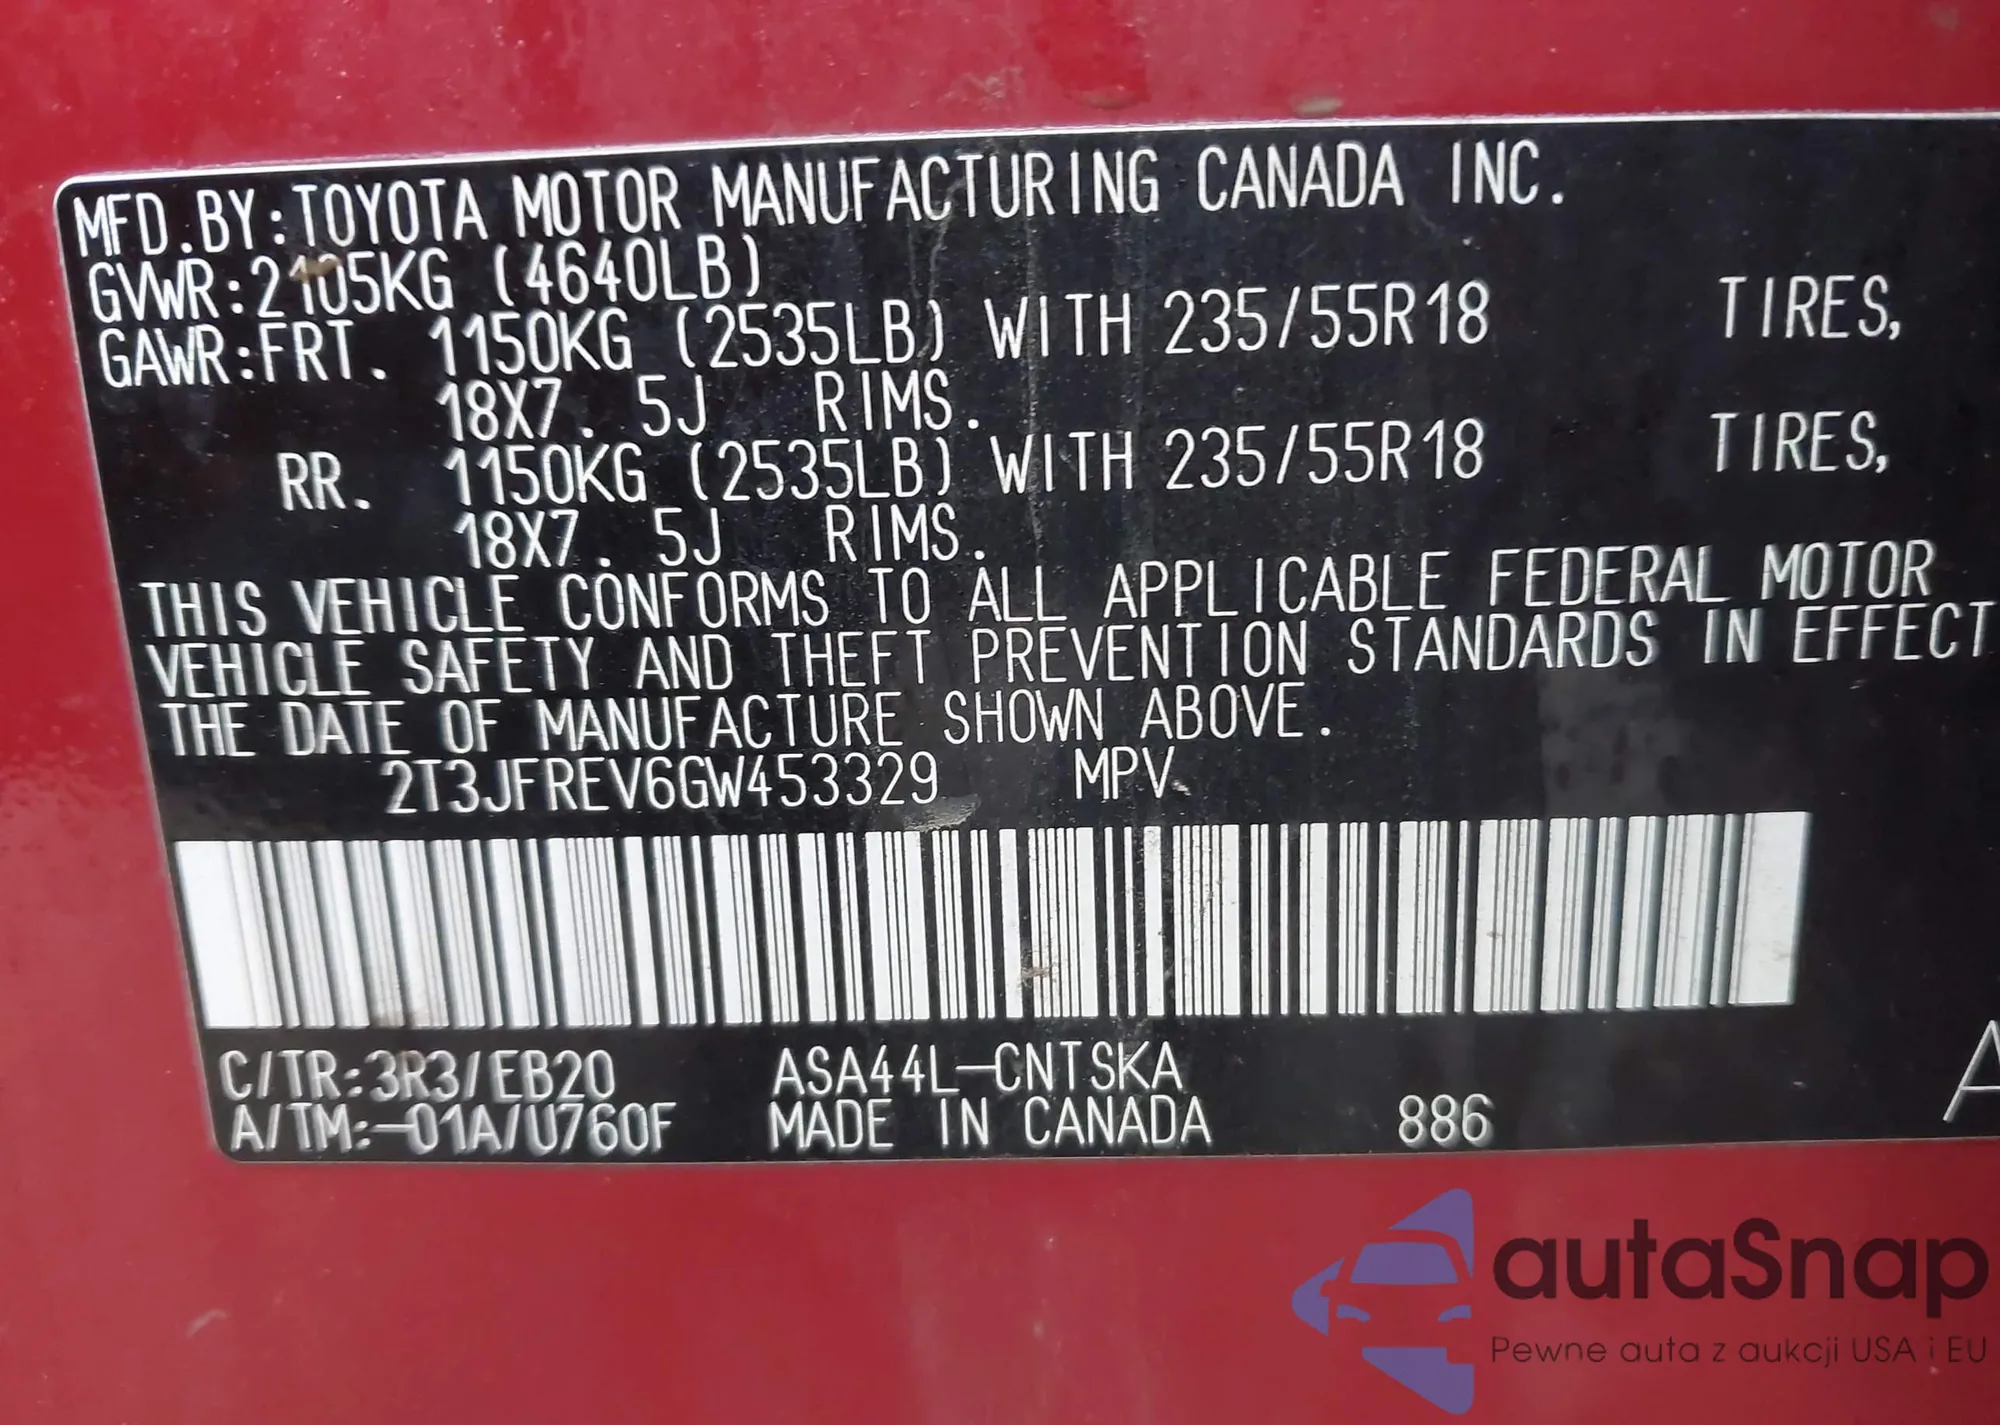 MFD.BY:TOYOTA MOTOR MANUFACTURING CANADA INC.
GVWR:2105KG (4640LB)
GAWR:FRT. 1150KG (2535LB) WITH 235/55R18 TIRES,
18X7.5J RIMS.
RR. 1150KG (2535LB) WITH 235/55R18 TIRES,
18X7.5J RIMS.
THIS VEHICLE CONFORMS TO ALL APPLICABLE FEDERAL MOTOR
VEHICLE SAFETY AND THEFT PREVENTION STANDARDS IN EFFECT
THE DATE OF MANUFACTURE SHOWN ABOVE.
2T3JFREV6GW453329 MPV
C/TR:3R3/EB20 ASA44L-CNTSKA
A/TM:-01A/U760F MADE IN CANADA 886
A
autaSnap
Pewne auta z aukcji USA i EU